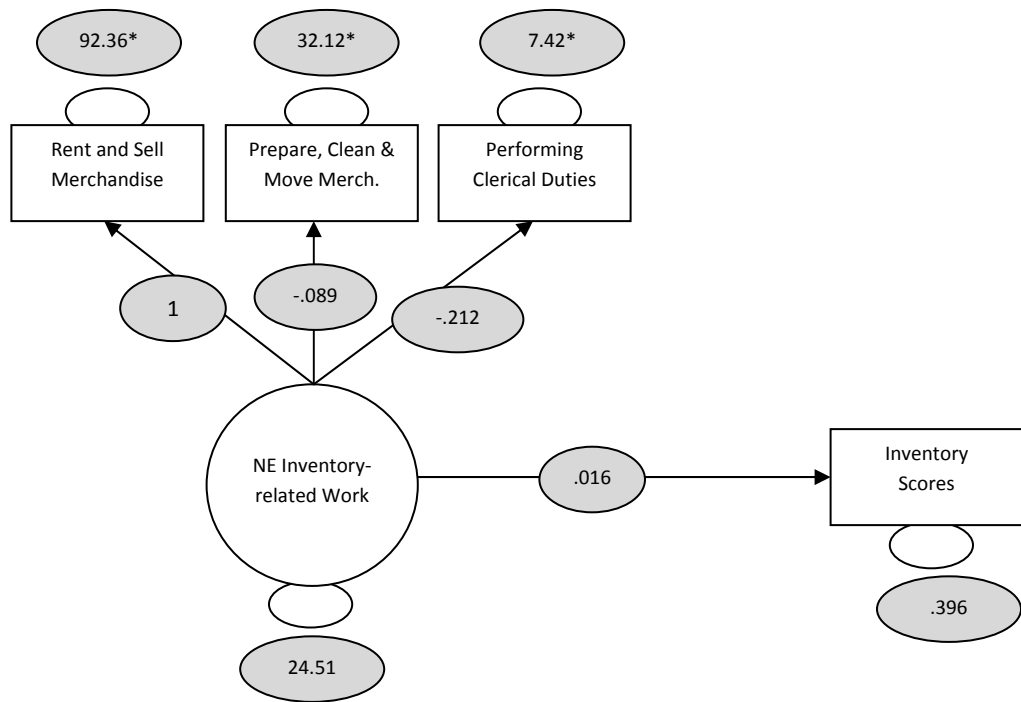 92.36*
32.12*
7.42*
Rent and Sell
Merchandise
Prepare, Clean &
Move Merch.
Performing
Clerical Duties
1
-.089
-.212
NE Inventory-
related Work
.016
Inventory
Scores
.396
24.51